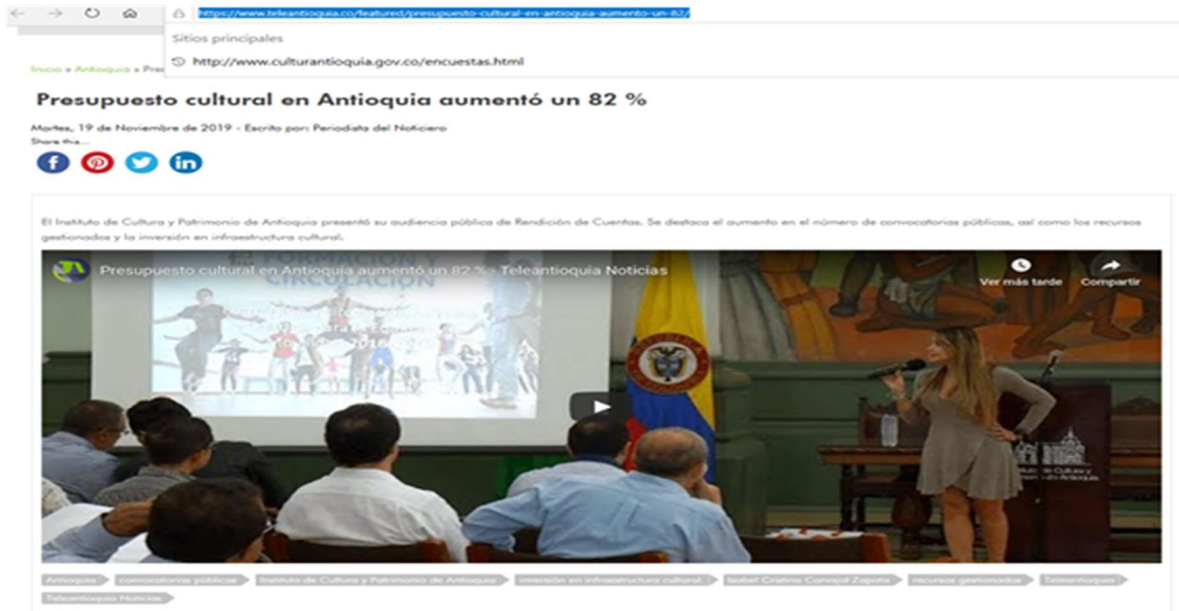 https://www.teleantioquia.co/featured/presupuesto-cultural-en-antioquia-aumento-un-82/
Sitios principales
http://www.culturantioquia.gov.co/encuestas.html
Inicio » Antioquia » Pre
Presupuesto cultural en Antioquia aumentó un 82 %
Martes, 19 de Noviembre de 2019 - Escrito por: Periodista del Noticiero
Share this...
El Instituto de Cultura y Patrimonio de Antioquia presentó su audiencia pública de Rendición de Cuentas. Se destaca el aumento en el número de convocatorias públicas, así como los recursos
gestionados y la inversión en infraestructura cultural.
Presupuesto cultural en Antioquia aumentó un 82 % - Teleantioquia Noticias
Ver más tarde Compartir
FORMACIÓN Y
CIRCULACIÓN
Antioquia convocatorias públicas Instituto de Cultura y Patrimonio de Antioquia inversión en infraestructura cultural Isabel Cristina Carvajal Zapata recursos gestionados Teleantioquia
Teleantioquia Noticias